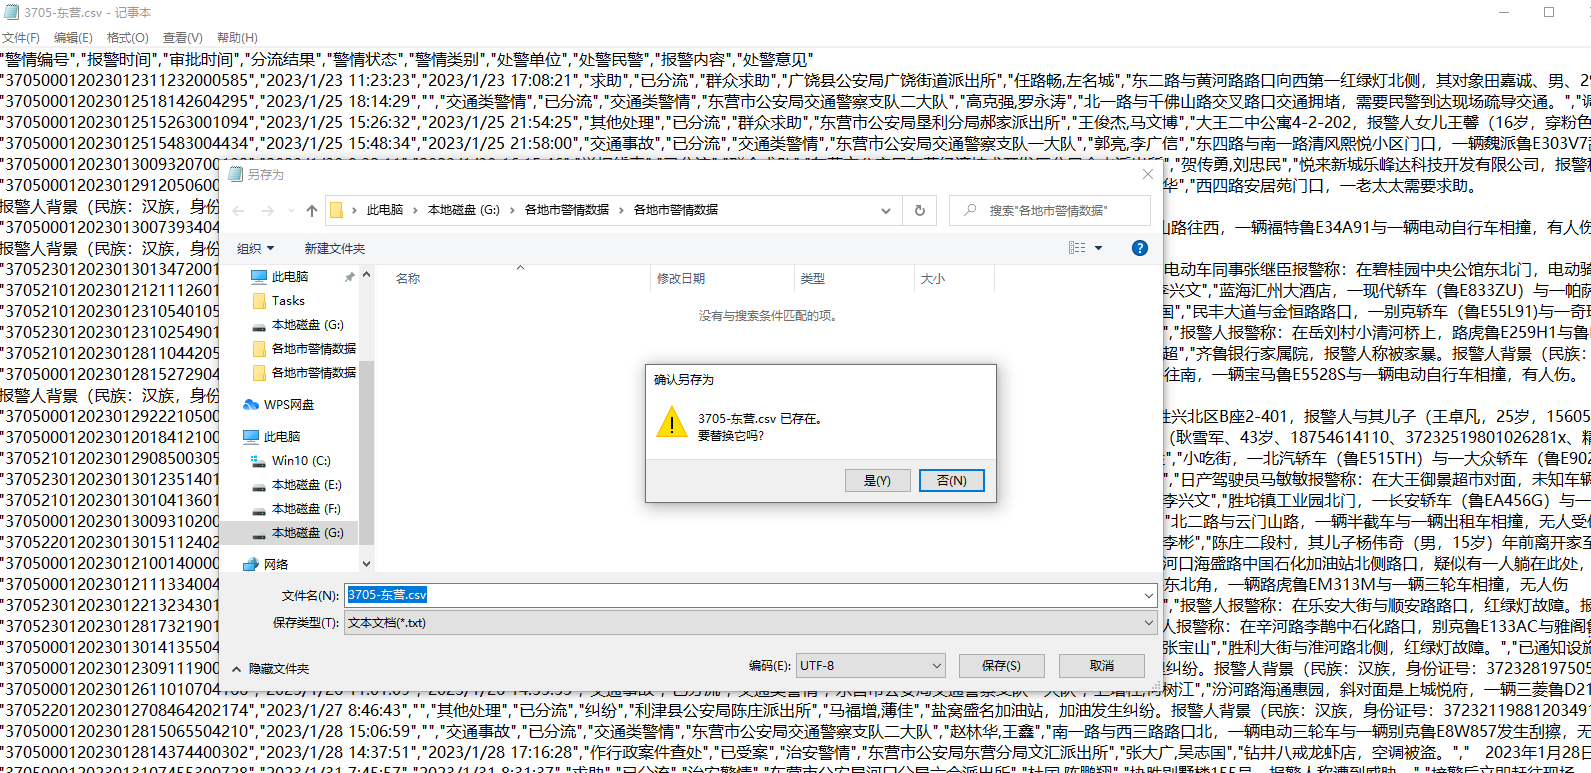 3705-东营.csv - 记事本
文件(F) 编辑(E) 格式(O) 查看(V) 帮助(H)
"警情编号","报警时间","审批时间","分流结果","警情状态","警情类别","处警单位","处警民警","报警内容","处警意见"
"3705000120230123112320005​85","2023/1/23 11:23:23","2023/1/23 17:08:21","求助","已分流","群众求助","广饶县公安局广饶街道派出所","任路畅,左名城","东二路与黄河路路口向西第一红绿灯北侧，其对象田嘉诚、男、29
"370500012023012518142604295","2023/1/25 18:14:29","","交通类警情","已分流","交通类警情","东营市公安局交通警察支队二大队","高克强,罗永涛","北一路与千佛山路交叉路口交通拥堵，需要民警到达现场疏导交通。","调
"370500012023012515263001094","2023/1/25 15:26:32","2023/1/25 21:54:25","其他处理","已分流","群众求助","东营市公安局垦利分局郝家派出所","王俊杰,马文博","大王二中公寓4-2-202，报警人女儿王馨（16岁，穿粉色
"370500012023012515483004434","2023/1/25 15:48:34","2023/1/25 21:58:00","交通事故","已分流","交通类警情","东营市公安局交通警察支队一大队","郭亮,李广信","东四路与南一路清风熙悦小区门口，一辆魏派鲁E303V7
"贺传勇,刘忠民","悦来新城乐峰达科技开发有限公司，报警称
"37050001202301291205060
华","西四路安居苑门口，一老太太需要求助。
报警人背景（民族：汉族，身份
"370500012023013007393404
山路往西，一辆福特鲁E34A91与一辆电动自行车相撞，有人伤
报警人背景（民族：汉族，身份
"370523012023013013472001
电动车同事张继臣报警称：在碧桂园中央公馆东北门，电动骑
"370521012023012121112601
李兴文","蓝海汇州大酒店，一现代轿车（鲁E833ZU）与一帕萨
"370521012023012310540105
国","民丰大道与金恒路路口，一别克轿车（鲁E55L91)与一奇瑞
"370523012023012310254901
","报警人报警称：在岳刘村小清河桥上，路虎鲁E259H1与鲁
"370521012023012811044205
超","齐鲁银行家属院，报警人称被家暴。报警人背景（民族：
"370500012023012815272904
往南，一辆宝马鲁E5528S与一辆电动自行车相撞，有人伤。
报警人背景（民族：汉族，身份
"370500012023012922210500
胜兴北区B座2-401，报警人与其儿子（王卓凡，25岁，15605
"370500012023012018412100
（耿雪军、43岁、18754614110、37232519801026281x、精
"370521012023012908500305
","小吃街，一北汽轿车（鲁E515TH）与一大众轿车（鲁E902
"370523012023013012351401
","日产驾驶员马敏敏报警称：在大王御景超市对面，未知车辆
"370521012023013010413601
李兴文","胜坨镇工业园北门，一长安轿车（鲁EA456G）与一
"370500012023013009310200
"北二路与云门山路，一辆半截车与一辆出租车相撞，无人受伤
"370522012023013015112402
李彬","陈庄二段村，其儿子杨伟奇（男，15岁）年前离开家至
"370500012023012100140000
河口海盛路中国石化加油站北侧路口，疑似有一人躺在此处，
"370500012023012111334004
东北角，一辆路虎鲁EM313M与一辆三轮车相撞，无人伤
"370523012023012213234301
","报警人报警称：在乐安大街与顺安路路口，红绿灯故障。报
"370523012023012817321901
人报警称：在辛河路李鹊中石化路口，别克鲁E133AC与雅阁鲁
"370500012023013014135504
张宝山","胜利大街与淮河路北侧，红绿灯故障。","已通知设施
"370500012023012309111900
纠纷。报警人背景（民族：汉族，身份证号：372328197505
树江","汾河路海通惠园，斜对面是上城悦府，一辆三菱鲁D21
"370522012023012708464202174","2023/1/27 8:46:43","","其他处理","已分流","纠纷","利津县公安局陈庄派出所","马福增,薄佳","盐窝盛名加油站，加油发生纠纷。报警人背景（民族：汉族，身份证号：37232119881203491
"370500012023012815065504210","2023/1/28 15:06:59","","交通事故","已分流","交通类警情","东营市公安局交通警察支队二大队","赵林华,王鑫","南一路与西三路路口北，一辆电动三轮车与一辆别克鲁E8W857发生刮擦，无
"370500012023012814374400302","2023/1/28 14:37:51","2023/1/28 17:16:28","作行政案件查处","已受案","治安警情","东营市公安局东营分局文汇派出所","张大广,吴志国","钻井八戒龙虾店，空调被盗。","　2023年1月28日
另存为
此电脑 › 本地磁盘 (G:) › 各地市警情数据 › 各地市警情数据
搜索"各地市警情数据"
组织 新建文件夹
名称 修改日期 类型 大小
没有与搜索条件匹配的项。
此电脑
Tasks
本地磁盘 (G:)
各地市警情数据
各地市警情数据
WPS网盘
此电脑
Win10 (C:)
本地磁盘 (E:)
本地磁盘 (F:)
本地磁盘 (G:)
网络
确认另存为
3705-东营.csv 已存在。
要替换它吗?
是(Y) 否(N)
文件名(N): 3705-东营.csv
保存类型(T): 文本文档(*.txt)
隐藏文件夹
编码(E): UTF-8 保存(S) 取消